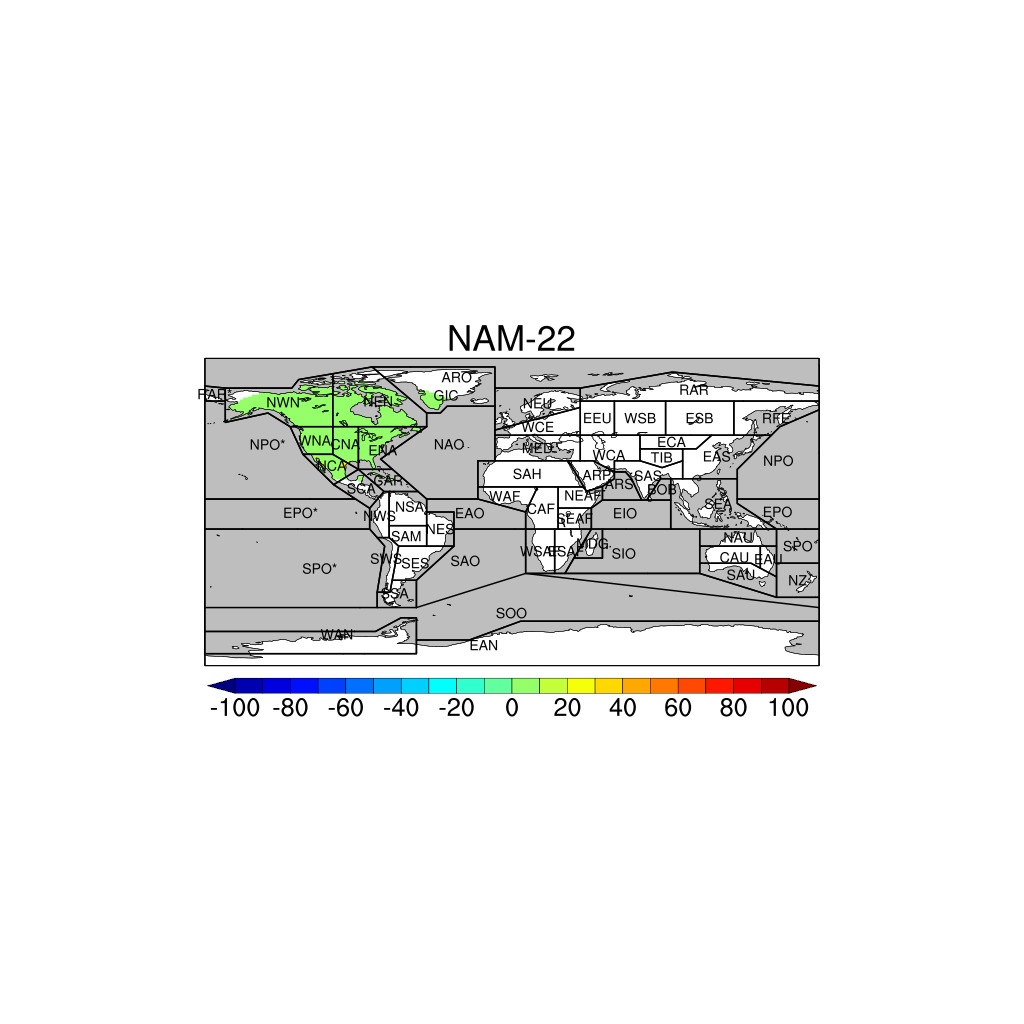 NAM-22
ARO
RAR*
NWN
NEN
GIC
RAR
NEU
EEU
WSB
ESB
RFE
WCE
NPO*
WNA
CNA
ENA
NAO
MED
WCA
ECA
TIB
EAS
NPO
NCA
CAR
SCA
SAH
ARP
ARS
SAS
BOB
WAF
NEAF
CAF
SEA
EPO*
NWS
NSA
EAO
SEAF
EIO
EPO
NES
SAM
NAU
SPO
WSAF
ESAF
MDG
SIO
CAU
EAU
SPO*
SWS
SES
SAO
SAU
NZ
SSA
SOO
WAN
EAN
-100 -80 -60 -40 -20 0 20 40 60 80 100